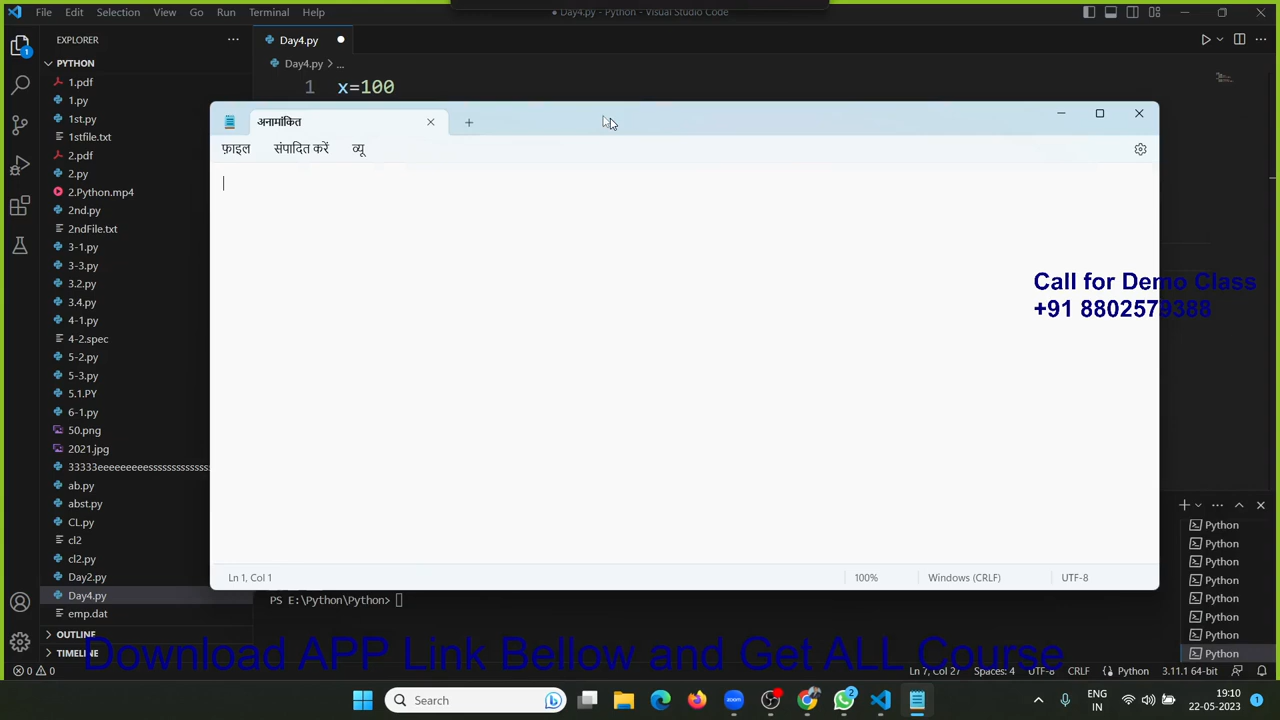 File Edit Selection View Go Run Terminal Help
Day4.py - Python - Visual Studio Code
EXPLORER
Day4.py
PYTHON
Day4.py > ...
1 x=100
1.pdf
1.py
1st.py
1stfile.txt
2.pdf
2.py
2.Python.mp4
2nd.py
2ndFile.txt
3-1.py
3-3.py
3.2.py
3.4.py
4-1.py
4-2.spec
5-2.py
5-3.py
5.1.PY
6-1.py
50.png
2021.jpg
ab.py
abst.py
CL.py
cl2
cl2.py
Day2.py
Day4.py
emp.dat
OUTLINE
TIMELINE
अनामांकित
फ़ाइल संपादित करें व्यू
Call for Demo Class
+91 8802579388
Ln 1, Col 1 100% Windows (CRLF) UTF-8
Python
Python
Python
Python
Python
Python
Python
Python
PS E:\Python\Python>
Download APP Link Bellow and Get ALL Course
0 0 Ln 7, Col 27 Spaces: 4 UTF-8 CRLF Python 3.11.1 64-bit
1
Search
zoom
2
ENG
IN
19:10
22-05-2023